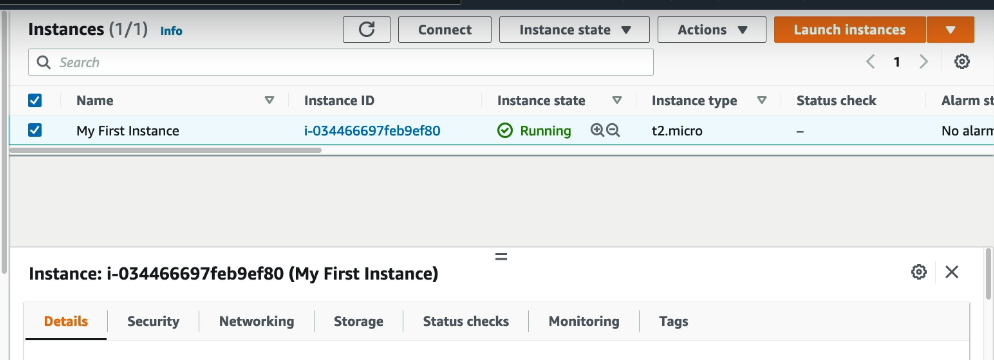 Instances (1/1) Info Connect Instance state Actions Launch instances
Search 1
Name Instance ID Instance state Instance type Status check Alarm st
My First Instance i-034466697feb9ef80 Running t2.micro – No alarm
Instance: i-034466697feb9ef80 (My First Instance)
Details Security Networking Storage Status checks Monitoring Tags